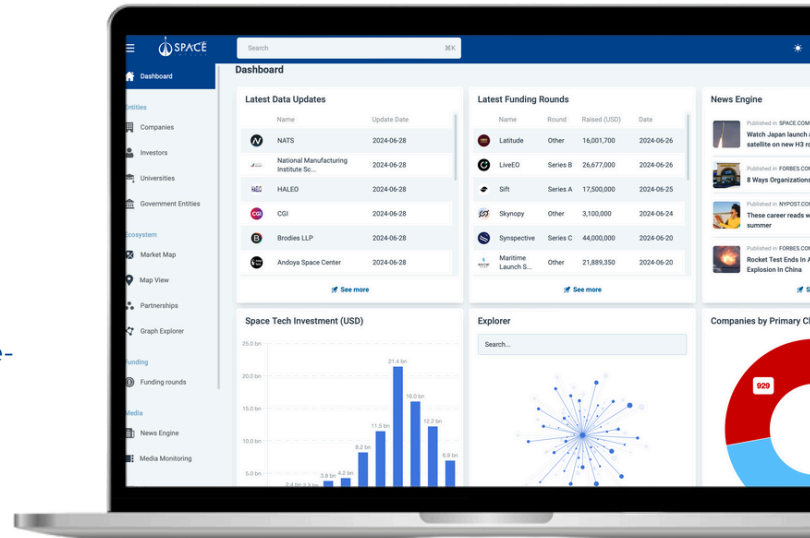 SPACE
Search ⌘K
Dashboard
Entities
Companies
Investors
Universities
Government Entities
Ecosystem
Market Map
Map View
Partnerships
Graph Explorer
Funding
Funding rounds
Media
News Engine
Media Monitoring
Dashboard
Latest Data Updates
Name Update Date
NATS 2024-06-28
National Manufacturing
Institute Sc... 2024-06-28
HALEO 2024-06-28
CGI 2024-06-28
Brodies LLP 2024-06-28
Andoya Space Center 2024-06-28
See more
Latest Funding Rounds
Name Round Raised (USD) Date
Latitude Other 16,001,700 2024-06-26
LiveEO Series B 26,677,000 2024-06-26
Sift Series A 17,500,000 2024-06-25
Skynopy Other 3,100,000 2024-06-24
Synspective Series C 44,000,000 2024-06-20
Maritime
Launch S... Other 21,889,350 2024-06-20
See more
News Engine
Published in SPACE.COM
Watch Japan launch
satellite on new H3
Published in FORBES.CO
8 Ways Organizations
Published in NYPOST.CO
These career reads
summer
Published in FORBES.CO
Rocket Test Ends In
Explosion In China
Space Tech Investment (USD)
25.0 bn
20.0 bn
15.0 bn
10.0 bn
5.0 bn
3.8 bn
4.2 bn
8.2 bn
11.5 bn
21.4 bn
16.0 bn
12.2 bn
6.9 bn
Explorer
Search...
Companies by Primary
929